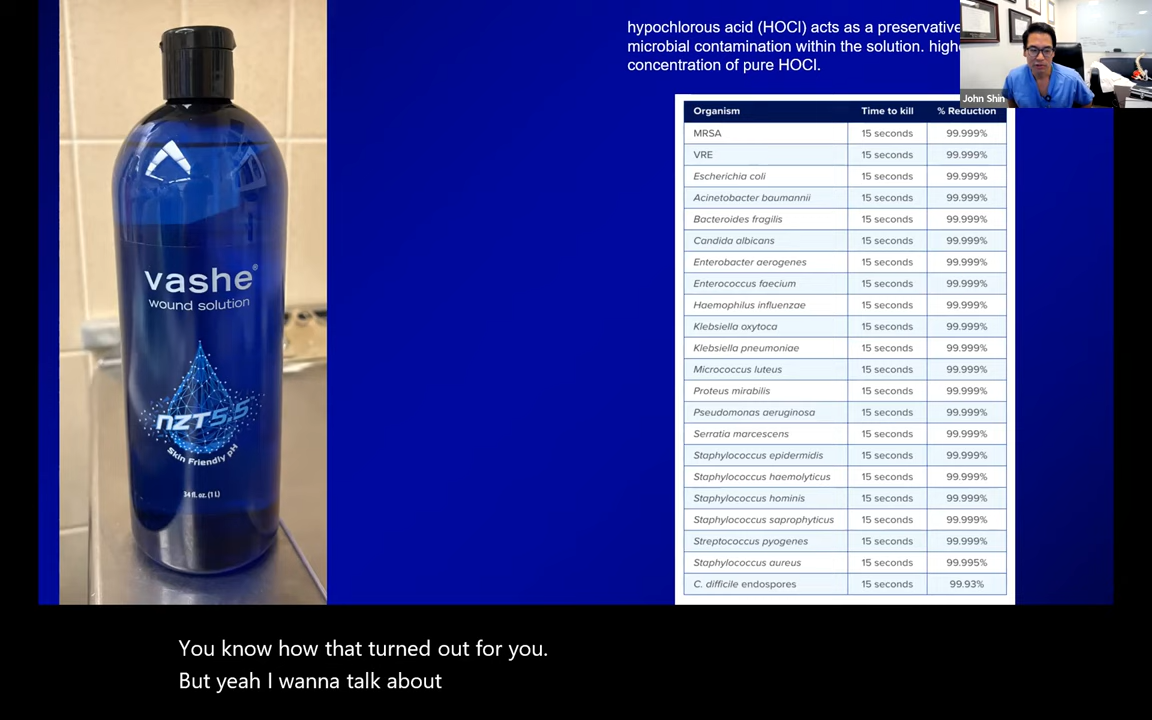 hypochlorous acid (HOCl) acts as a preservative
microbial contamination within the solution.
concentration of pure HOCl.
John Shin
Organism Time to kill % Reduction
MRSA 15 seconds 99.999%
VRE 15 seconds 99.999%
Escherichia coli 15 seconds 99.999%
Acinetobacter baumannii 15 seconds 99.999%
Bacteroides fragilis 15 seconds 99.999%
Candida albicans 15 seconds 99.999%
Enterobacter aerogenes 15 seconds 99.999%
Enterococcus faecium 15 seconds 99.999%
Haemophilus influenzae 15 seconds 99.999%
Klebsiella oxytoca 15 seconds 99.999%
Klebsiella pneumoniae 15 seconds 99.999%
Micrococcus luteus 15 seconds 99.999%
Proteus mirabilis 15 seconds 99.999%
Pseudomonas aeruginosa 15 seconds 99.999%
Serratia marcescens 15 seconds 99.999%
Staphylococcus epidermidis 15 seconds 99.999%
Staphylococcus haemolyticus 15 seconds 99.999%
Staphylococcus hominis 15 seconds 99.999%
Staphylococcus saprophyticus 15 seconds 99.999%
Streptococcus pyogenes 15 seconds 99.999%
Staphylococcus aureus 15 seconds 99.995%
C. difficile endospores 15 seconds 99.93%
vashe®
wound solution
nzt5.5
Skin Friendly pH
34 fl. oz. (1 L)
You know how that turned out for you.
But yeah I wanna talk about